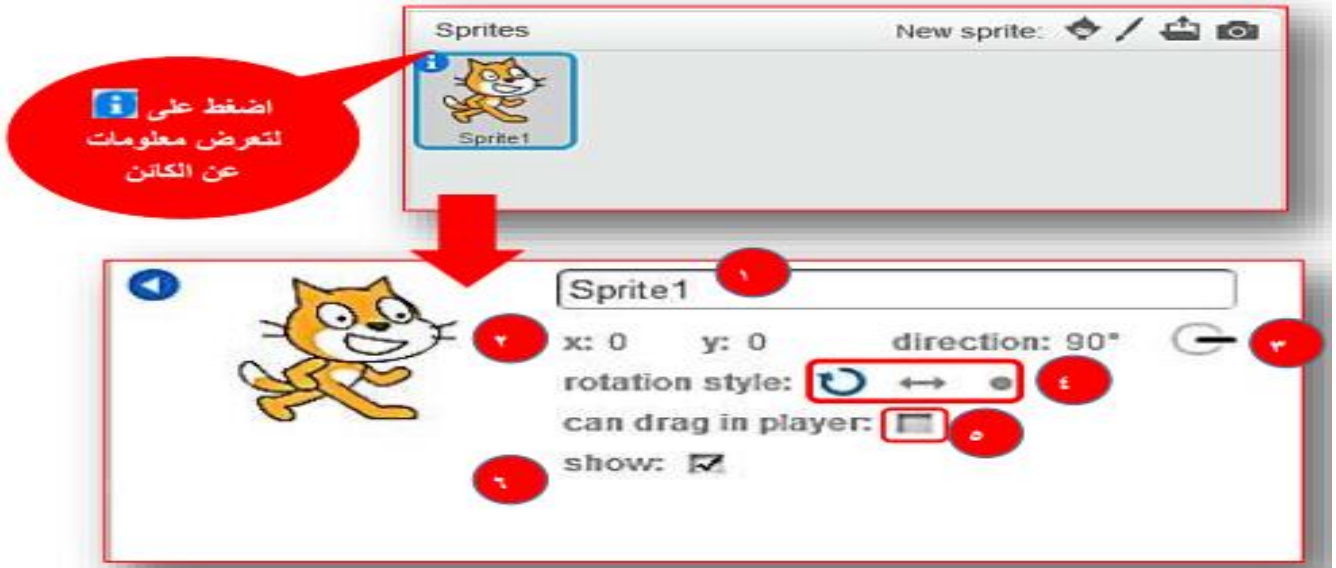 Sprites
New sprite:
Sprite1
اضغط على
لتعرض معلومات
عن الكائن
Sprite1
١
٢
x: 0 y: 0 direction: 90°
٣
rotation style:
٤
can drag in player:
٥
show:
٦